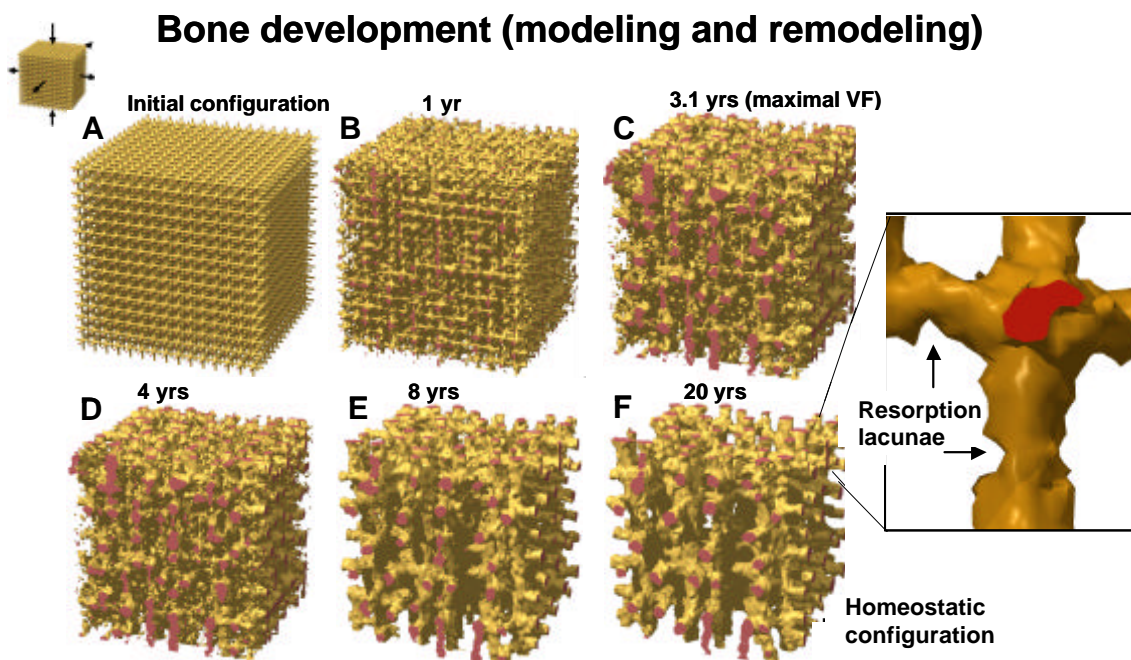 Bone development (modeling and remodeling)
Initial configuration
A
1 yr
B
3.1 yrs (maximal VF)
C
4 yrs
D
8 yrs
E
20 yrs
F
Resorption
lacunae
Homeostatic
configuration